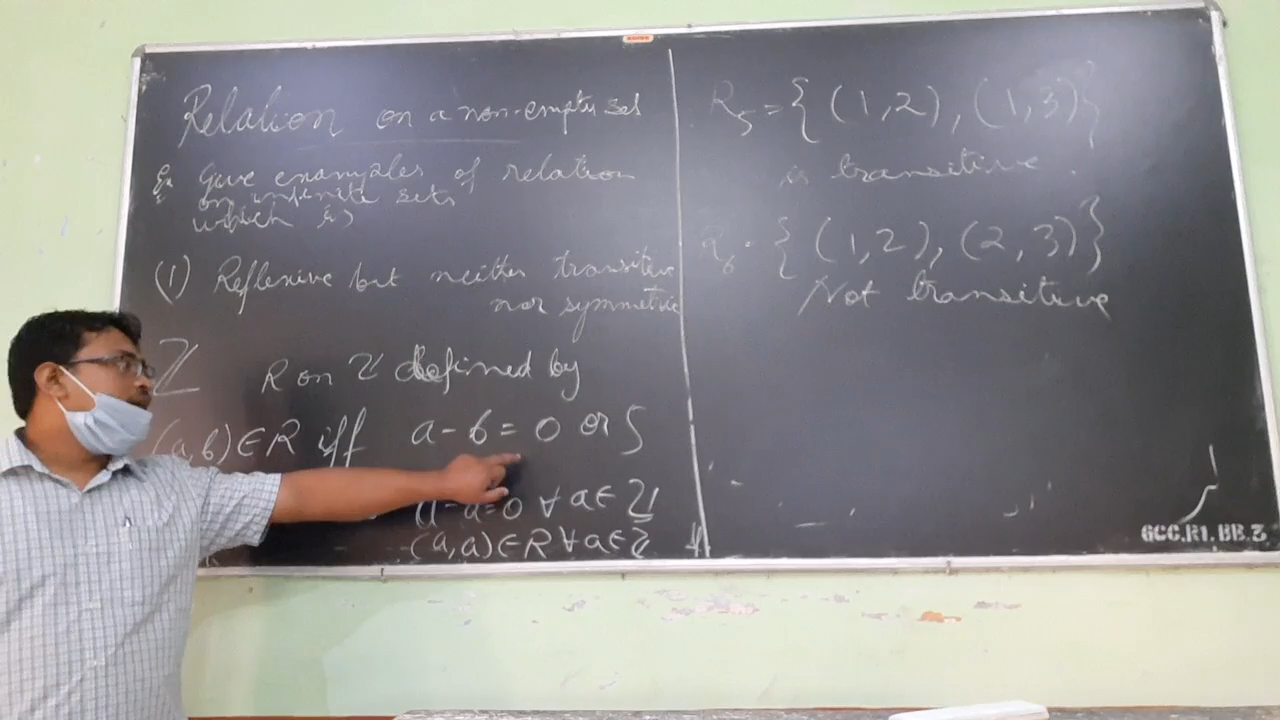 Relation on a non-empty set
Ex Give examples of relation
on infinite sets
which is
(1) Reflexive but neither transitive
nor symmetric
ℤ R on ℤ defined by
(a,b)∈R iff a-b=0 or 5
a-a=0 ∀ a∈ℤ
(a,a)∈R ∀a∈ℤ
R₅={(1,2),(1,3)}
is transitive.
R₆={(1,2),(2,3)}
Not transitive
GCC.R1.BB.2